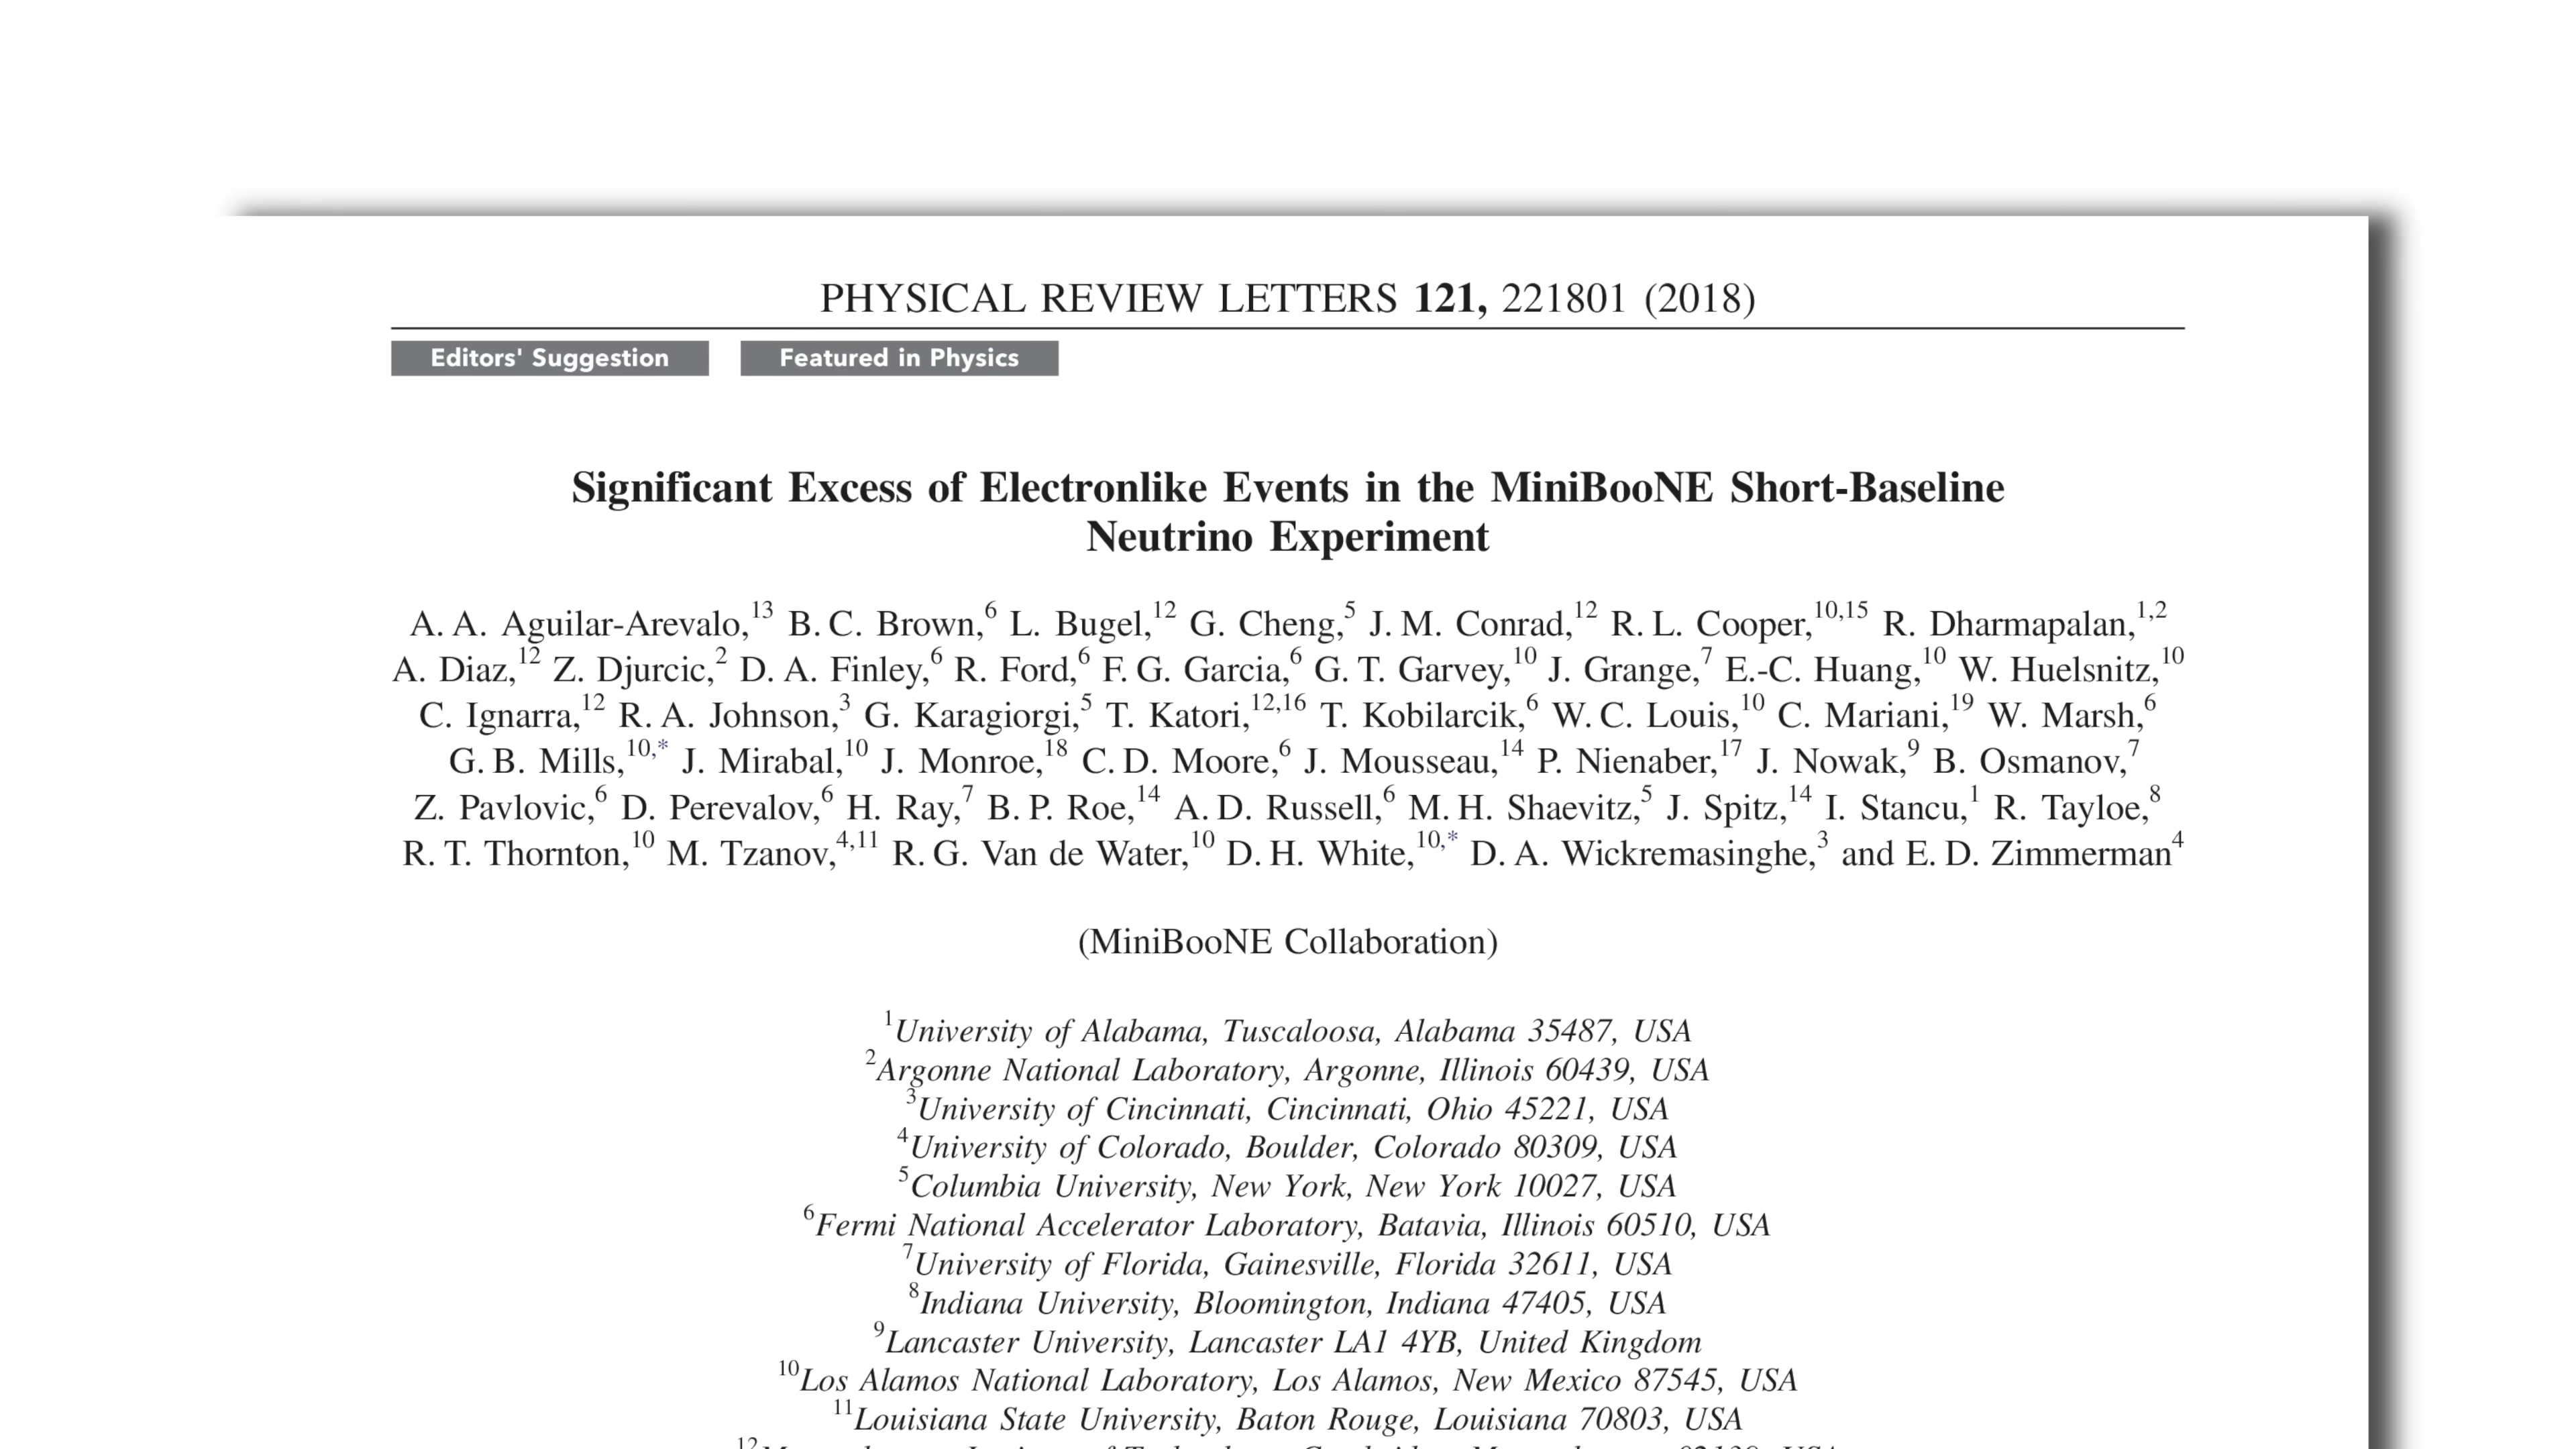 PHYSICAL REVIEW LETTERS 121, 221801 (2018)
Editors' Suggestion Featured in Physics
Significant Excess of Electronlike Events in the MiniBooNE Short-Baseline
Neutrino Experiment
A. A. Aguilar-Arevalo,13 B. C. Brown,6 L. Bugel,12 G. Cheng,5 J. M. Conrad,12 R. L. Cooper,10,15 R. Dharmapalan,1,2
A. Diaz,12 Z. Djurcic,2 D. A. Finley,6 R. Ford,6 F. G. Garcia,6 G. T. Garvey,10 J. Grange,7 E.-C. Huang,10 W. Huelsnitz,10
C. Ignarra,12 R. A. Johnson,3 G. Karagiorgi,5 T. Katori,12,16 T. Kobilarcik,6 W. C. Louis,10 C. Mariani,19 W. Marsh,6
G. B. Mills,10,* J. Mirabal,10 J. Monroe,18 C. D. Moore,6 J. Mousseau,14 P. Nienaber,17 J. Nowak,9 B. Osmanov,7
Z. Pavlovic,6 D. Perevalov,6 H. Ray,7 B. P. Roe,14 A. D. Russell,6 M. H. Shaevitz,5 J. Spitz,14 I. Stancu,1 R. Tayloe,8
R. T. Thornton,10 M. Tzanov,4,11 R. G. Van de Water,10 D. H. White,10,* D. A. Wickremasinghe,3 and E. D. Zimmerman4
(MiniBooNE Collaboration)
1University of Alabama, Tuscaloosa, Alabama 35487, USA
2Argonne National Laboratory, Argonne, Illinois 60439, USA
3University of Cincinnati, Cincinnati, Ohio 45221, USA
4University of Colorado, Boulder, Colorado 80309, USA
5Columbia University, New York, New York 10027, USA
6Fermi National Accelerator Laboratory, Batavia, Illinois 60510, USA
7University of Florida, Gainesville, Florida 32611, USA
8Indiana University, Bloomington, Indiana 47405, USA
9Lancaster University, Lancaster LA1 4YB, United Kingdom
10Los Alamos National Laboratory, Los Alamos, New Mexico 87545, USA
11Louisiana State University, Baton Rouge, Louisiana 70803, USA
12